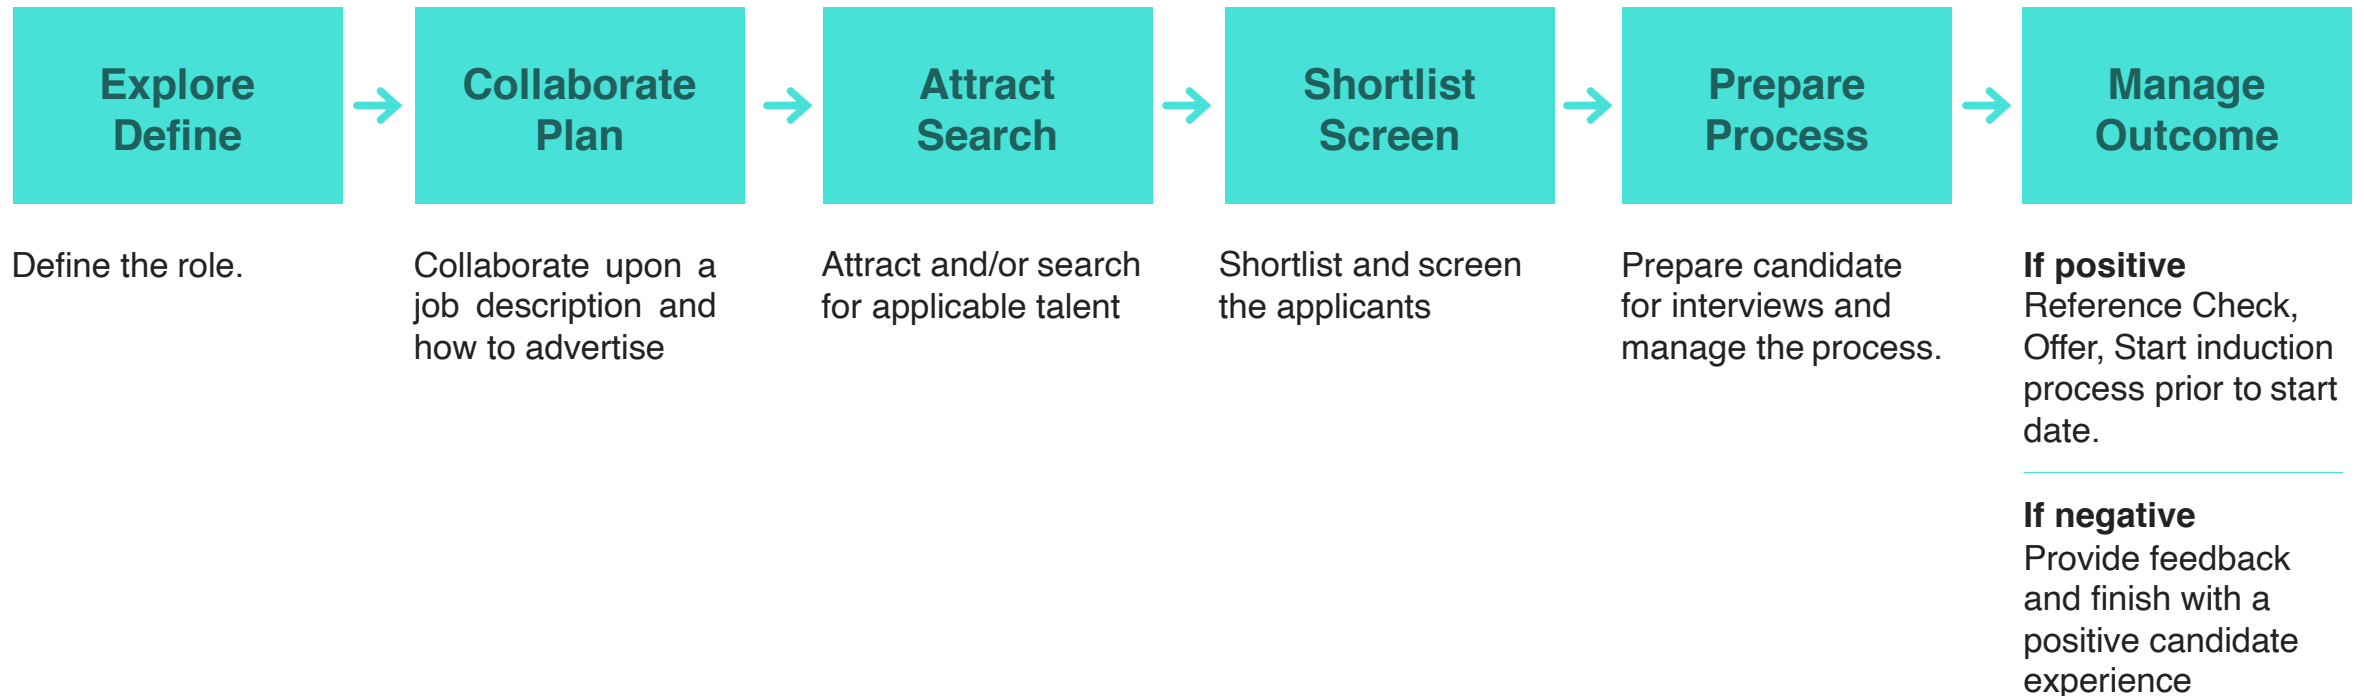 Explore
Define
Collaborate
Plan
Attract
Search
Shortlist
Screen
Prepare
Process
Manage
Outcome
Define the role.
Collaborate upon a
job description and
how to advertise
Attract and/or search
for applicable talent
Shortlist and screen
the applicants
Prepare candidate
for interviews and
manage the process.
If positive
Reference Check,
Offer, Start induction
process prior to start
date.
If negative
Provide feedback
and finish with a
positive candidate
experience